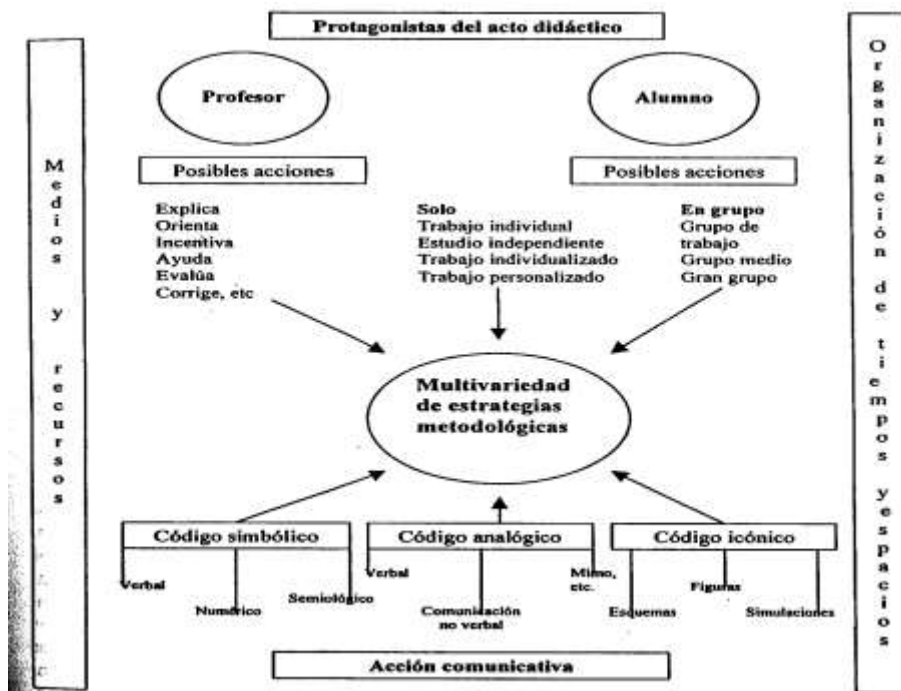 Protagonistas del acto didáctico
Profesor
Alumno
Posibles acciones
Posibles acciones
Explica
Orienta
Incentiva
Ayuda
Evalúa
Corrige, etc
Solo
Trabajo individual
Estudio independiente
Trabajo individualizado
Trabajo personalizado
En grupo
Grupo de
trabajo
Grupo medio
Gran grupo
Multivariedad
de estrategias
metodológicas
Código simbólico
Código analógico
Código icónico
Verbal
Numérico
Semiológico
Verbal
Comunicación
no verbal
Mimo,
etc.
Esquemas
Figuras
Simulaciones
Acción comunicativa
Medios y recursos
Organización de tiempos y espacios